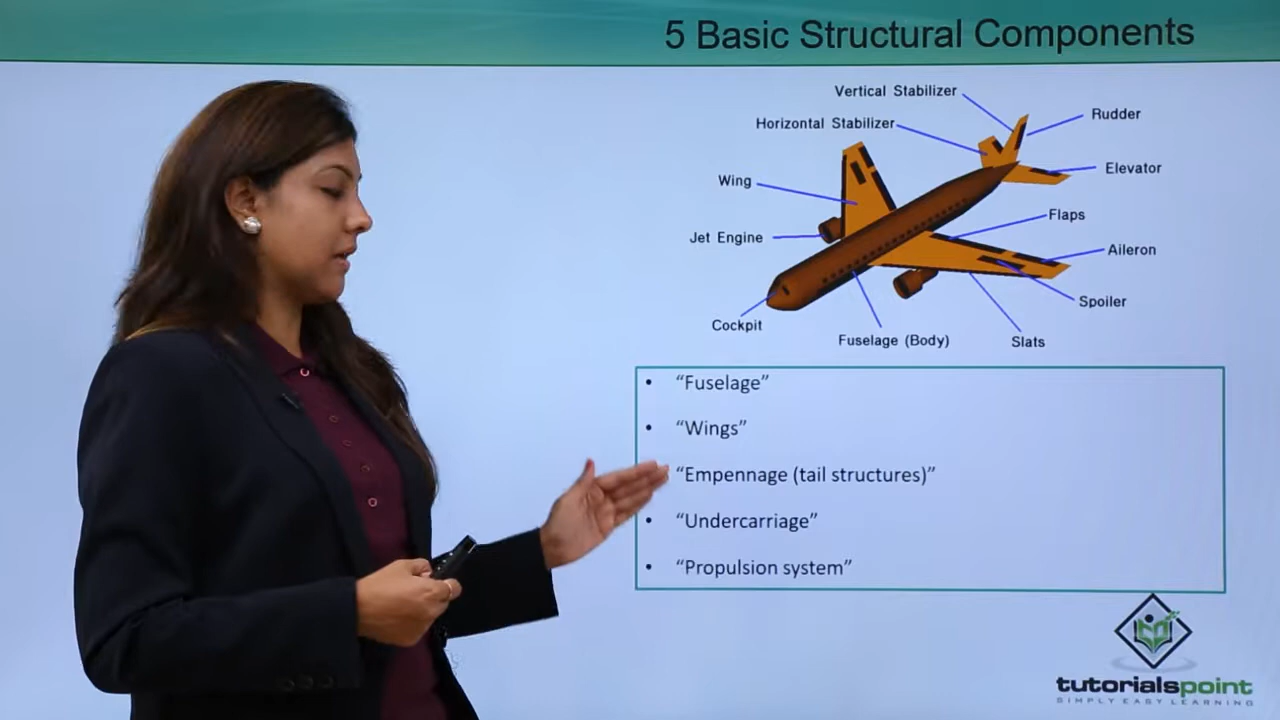 5 Basic Structural Components
Vertical Stabilizer
Horizontal Stabilizer
Rudder
Wing
Elevator
Flaps
Jet Engine
Aileron
Spoiler
Cockpit
Fuselage (Body)
Slats
• “Fuselage”
• “Wings”
• “Empennage (tail structures)”
• “Undercarriage”
• “Propulsion system”
tutorialspoint
SIMPLY EASY LEARNING